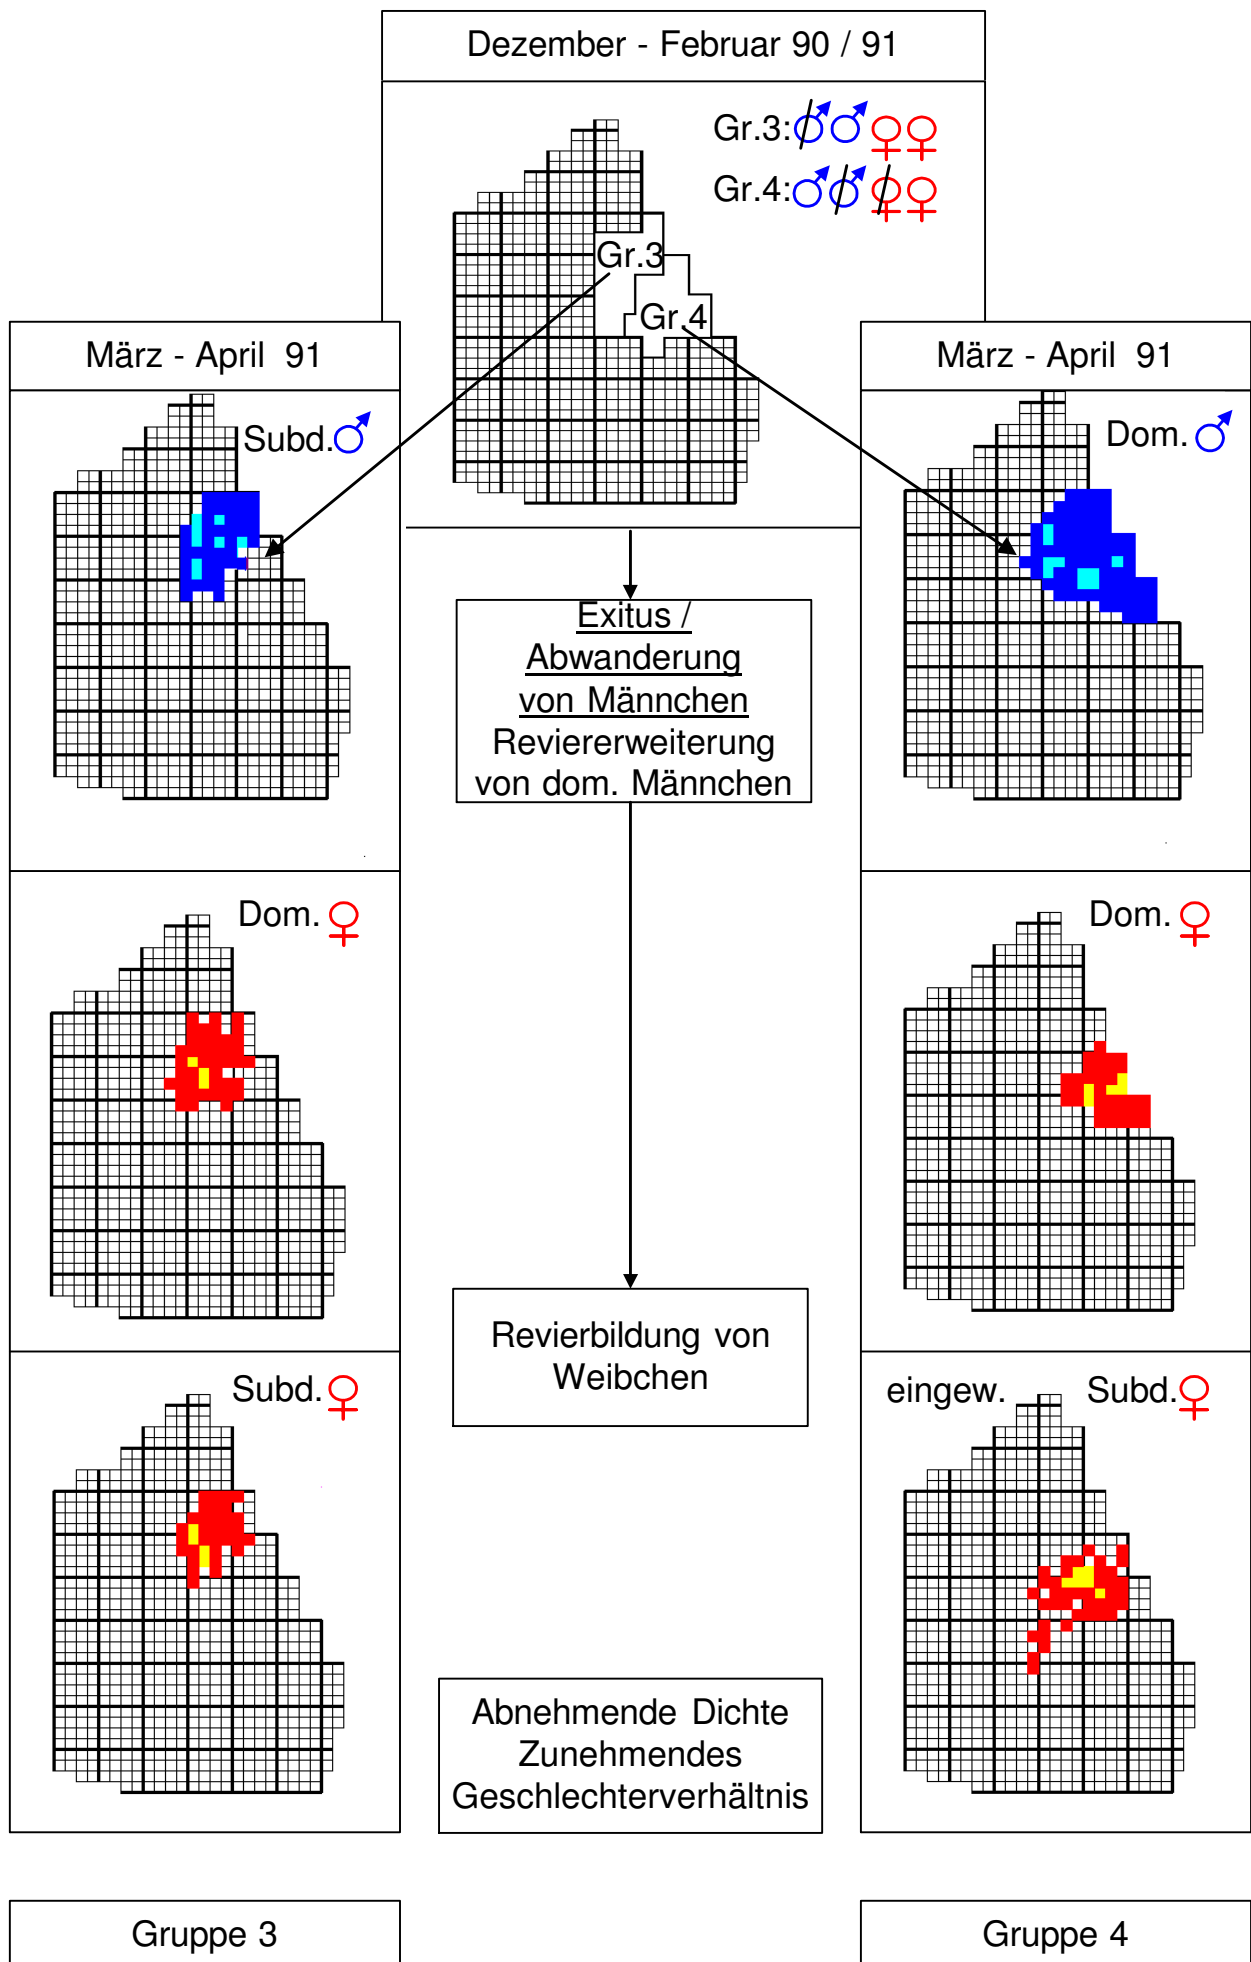 Dezember - Februar 90 / 91
Gr.3:♂♂♀♀
Gr.4:♂♂♀♀
Gr.3
Gr.4
März - April 91
Subd.♂
Dom.♀
Subd.♀
Gruppe 3
Exitus /
Abwanderung
von Männchen
Reviererweiterung
von dom. Männchen
Revierbildung von
Weibchen
Abnehmende Dichte
Zunehmendes
Geschlechterverhältnis
März - April 91
Dom.♂
Dom.♀
eingew. Subd.♀
Gruppe 4